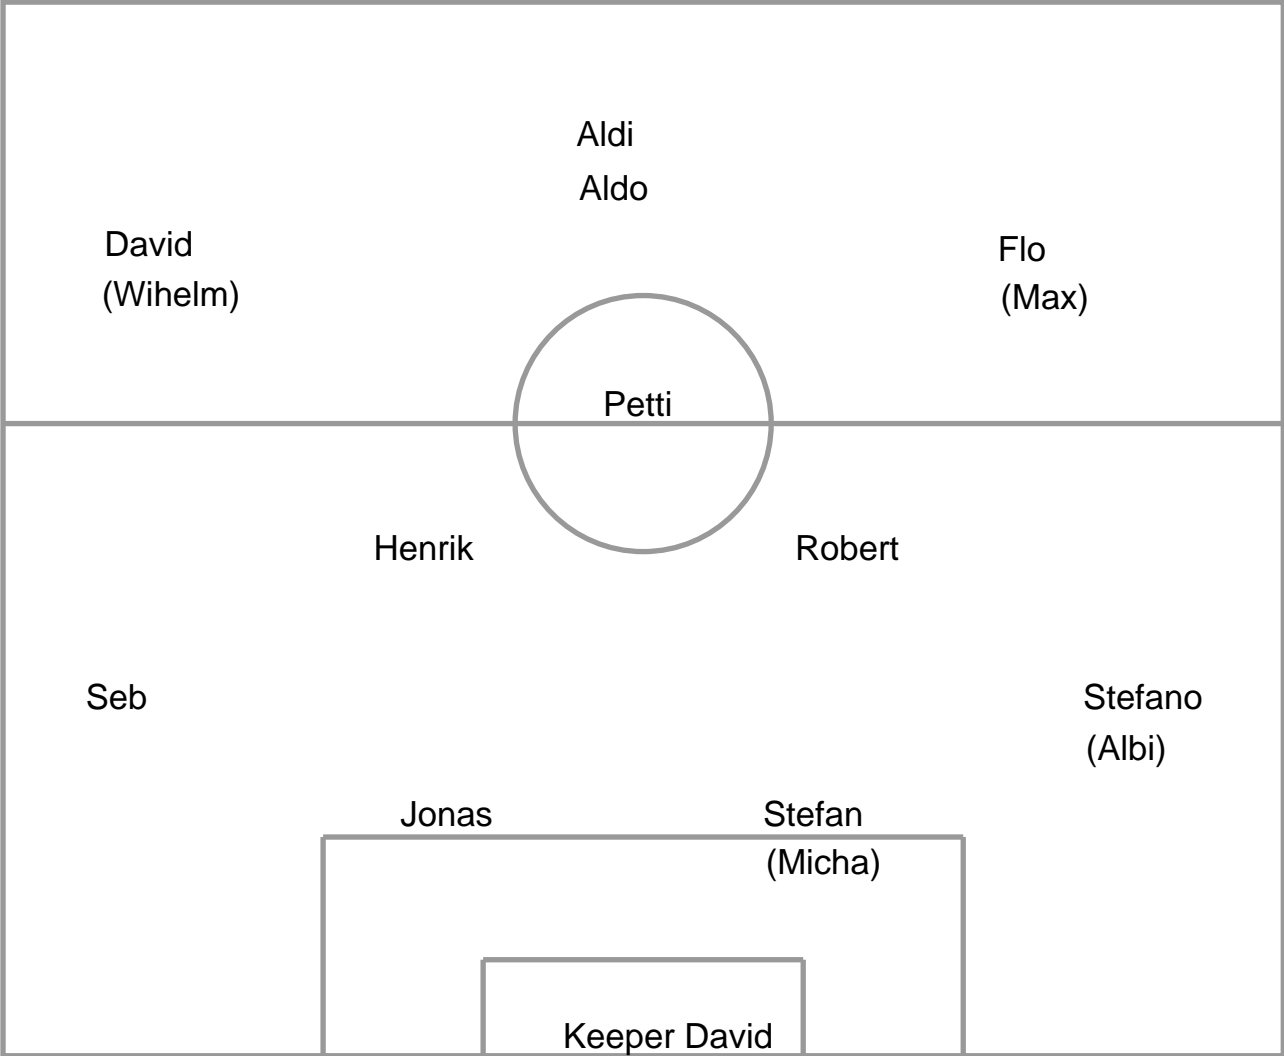 Aldi
Aldo
David
(Wihelm)
Flo
(Max)
Petti
Henrik
Robert
Seb
Stefano
(Albi)
Jonas
Stefan
(Micha)
Keeper David